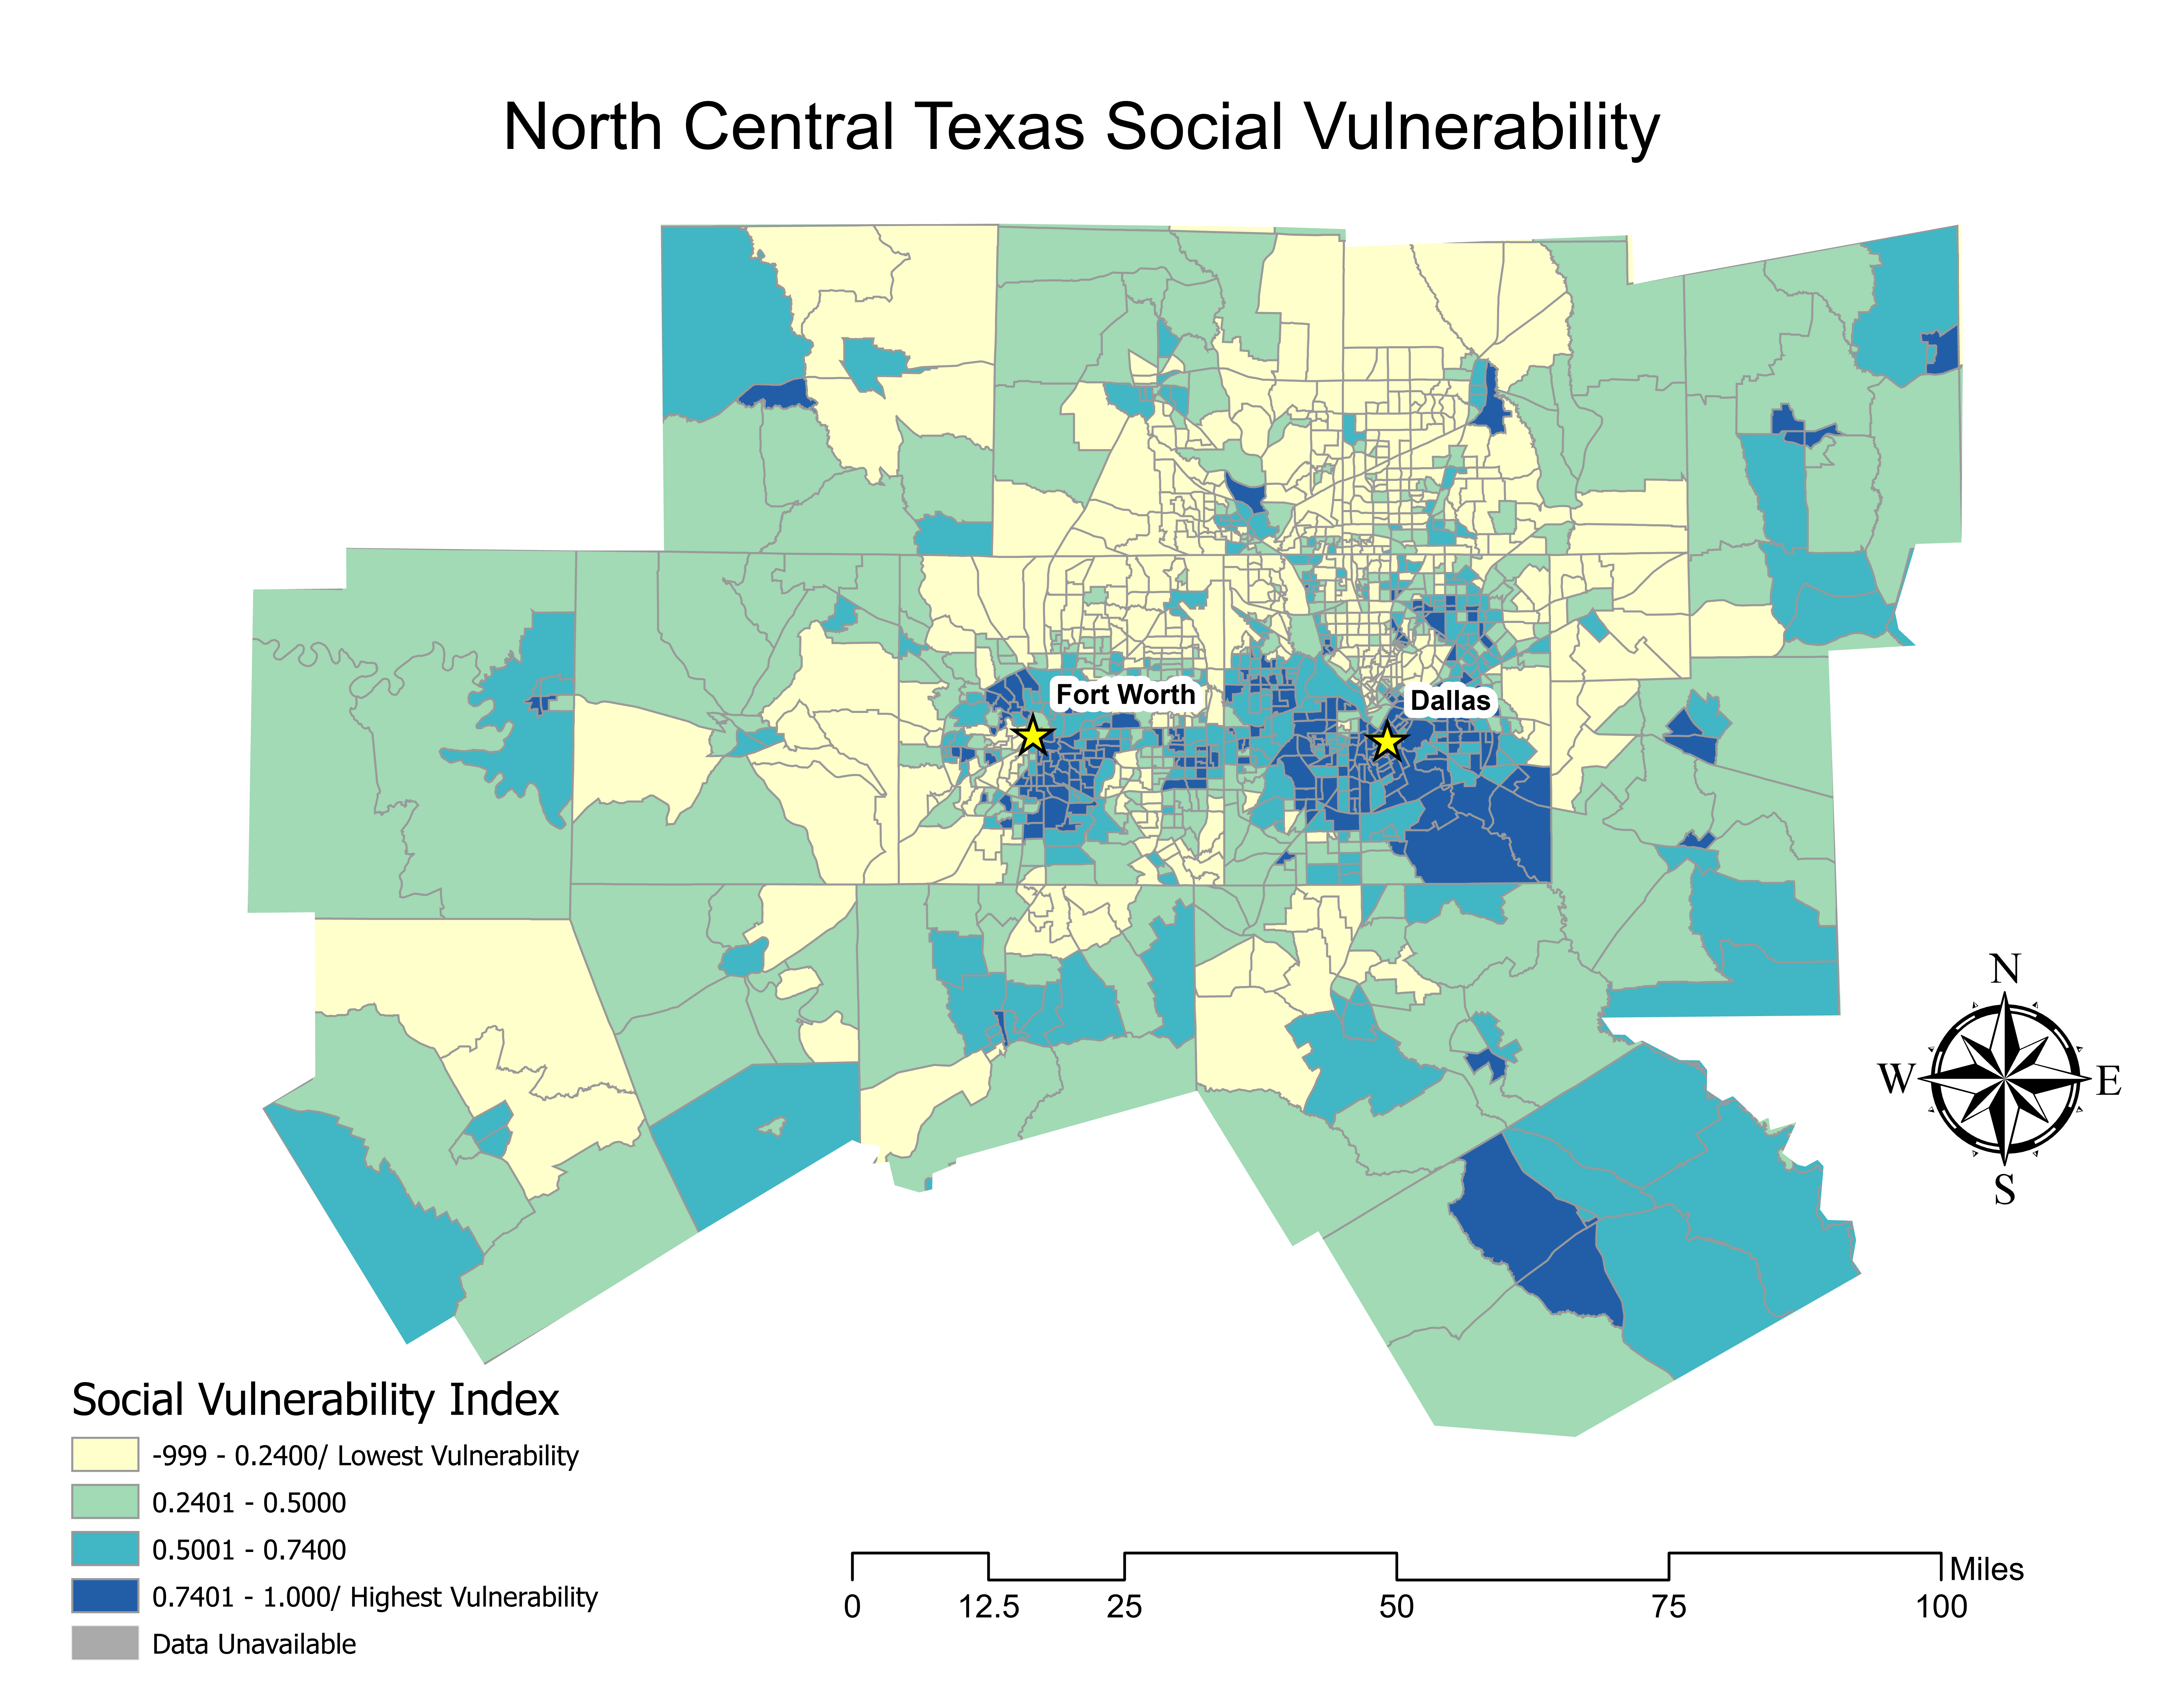 North Central Texas Social Vulnerability
Fort Worth
Dallas
N
W E
S
Social Vulnerability Index
-999 - 0.2400/ Lowest Vulnerability
0.2401 - 0.5000
0.5001 - 0.7400
0.7401 - 1.000/ Highest Vulnerability
Data Unavailable
Miles
0 12.5 25 50 75 100